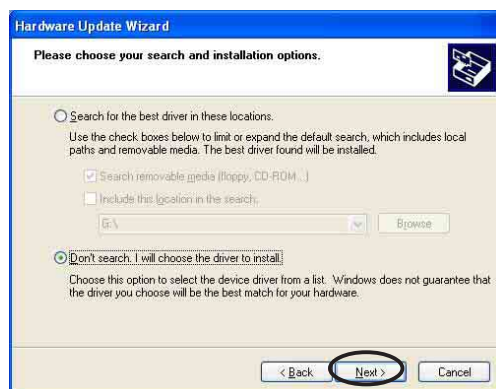 Hardware Update Wizard
Please choose your search and installation options.
Search for the best driver in these locations.
Use the check boxes below to limit or expand the default search, which includes local
paths and removable media. The best driver found will be installed.
Search removable media (floppy, CD-ROM...)
Include this location in the search:
G:\
Browse
Don't search. I will choose the driver to install.
Choose this option to select the device driver from a list. Windows does not guarantee that
the driver you choose will be the best match for your hardware.
< Back
Next >
Cancel